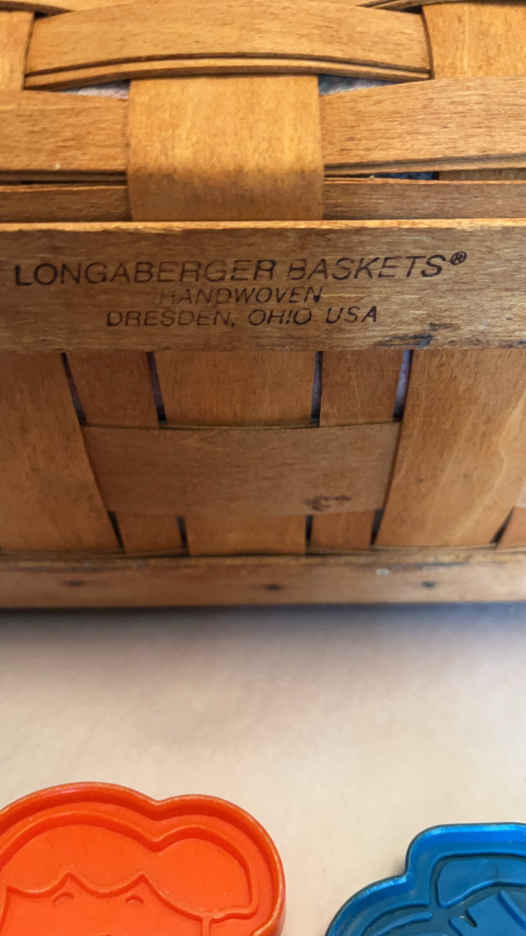 LONGABERGER BASKETS®
HANDWOVEN
DRESDEN, OHIO USA